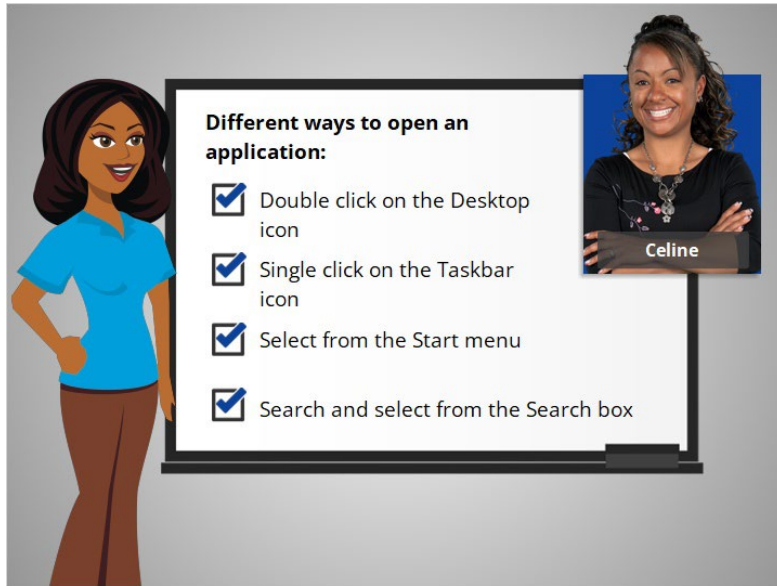 Different ways to open an
application:
Double click on the Desktop
icon
Single click on the Taskbar
icon
Select from the Start menu
Search and select from the Search box
Celine